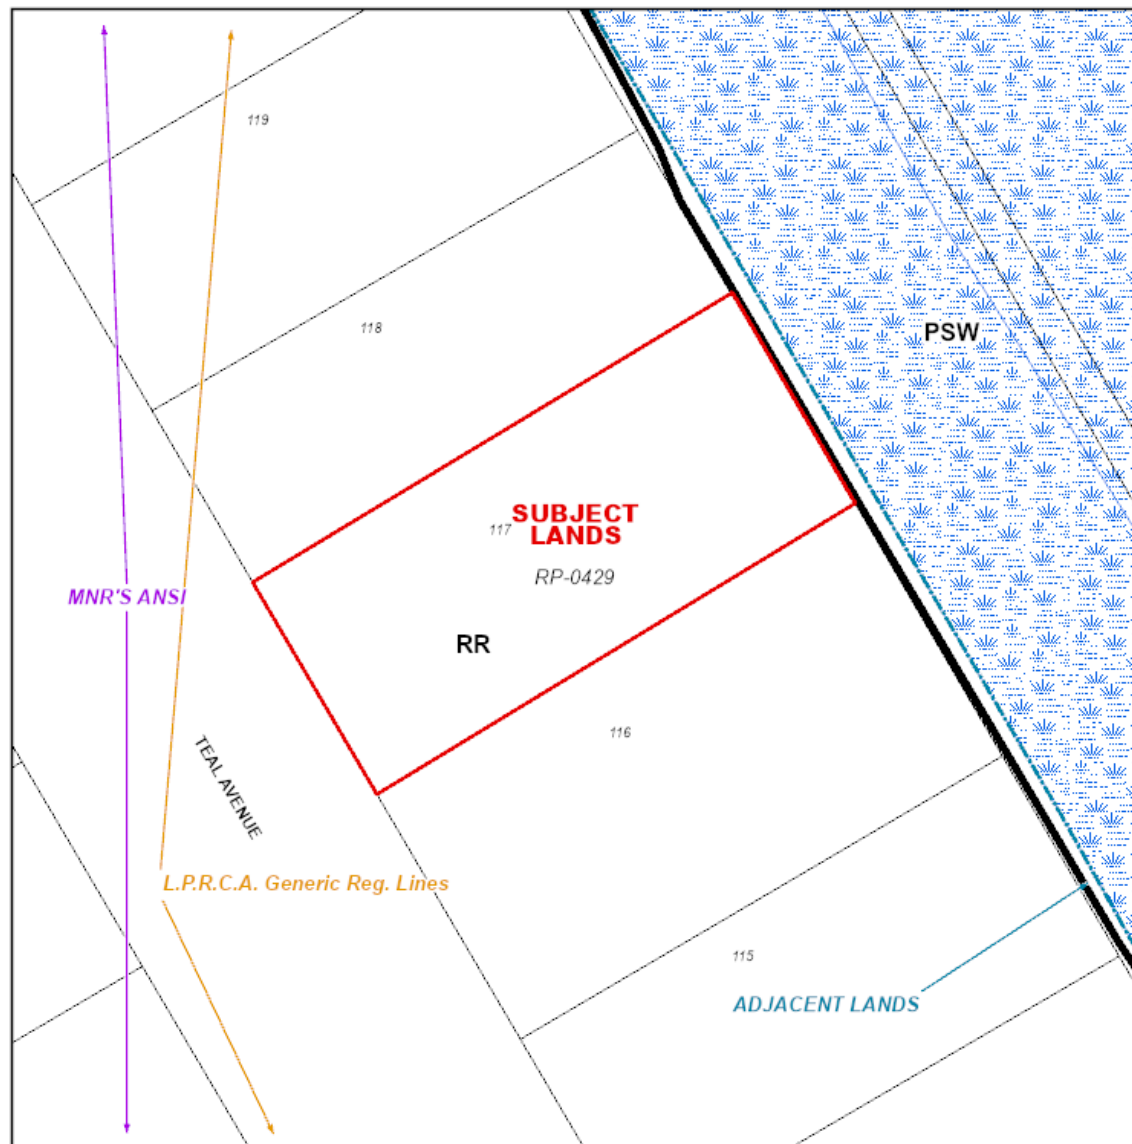 119
118
PSW
SUBJECT
117
LANDS
RP-0429
MNR'S ANSI
RR
116
TEAL AVENUE
L.P.R.C.A. Generic Reg. Lines
115
ADJACENT LANDS